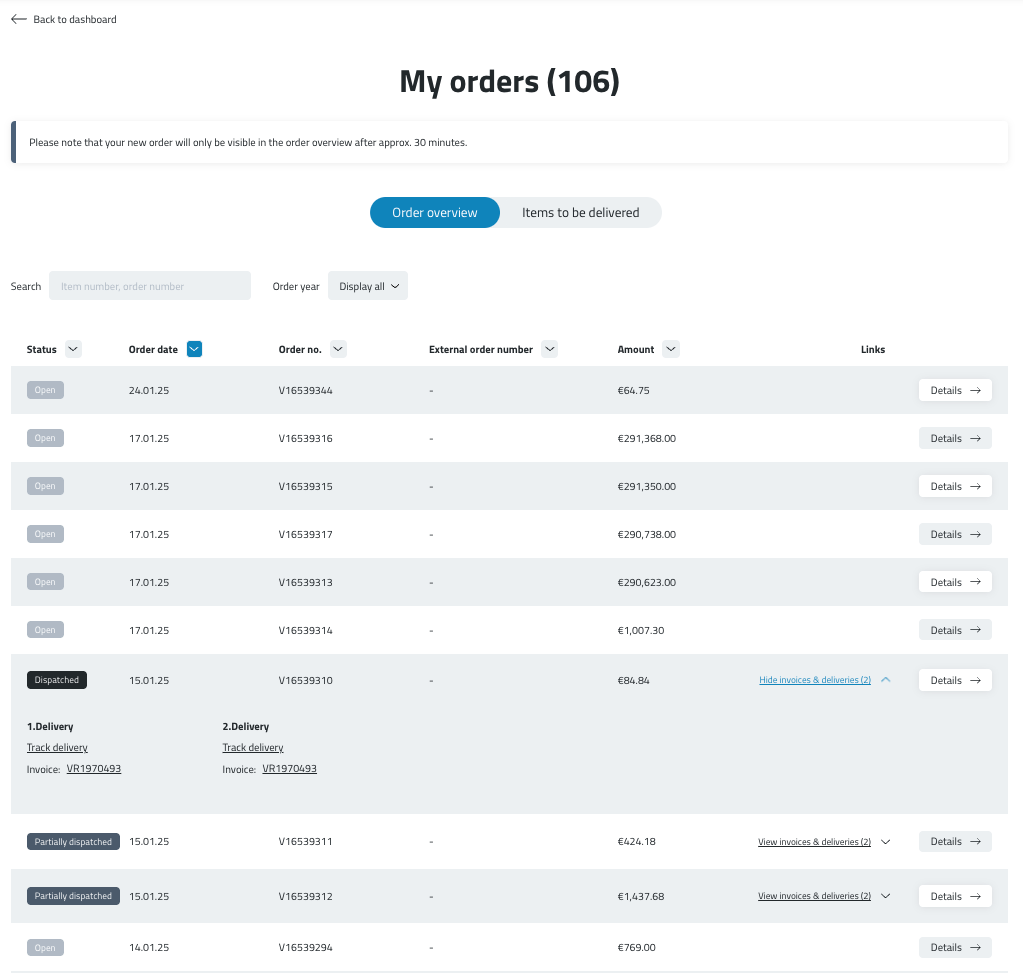 Back to dashboard
My orders (106)
Please note that your new order will only be visible in the order overview after approx. 30 minutes.
Order overview Items to be delivered
Search Item number, order number Order year Display all
Status Order date Order no. External order number Amount Links
Open 24.01.25 V16539344 - €64.75 Details
Open 17.01.25 V16539316 - €291,368.00 Details
Open 17.01.25 V16539315 - €291,350.00 Details
Open 17.01.25 V16539317 - €290,738.00 Details
Open 17.01.25 V16539313 - €290,623.00 Details
Open 17.01.25 V16539314 - €1,007.30 Details
Dispatched 15.01.25 V16539310 - €84.84 Hide invoices & deliveries (2) Details
1.Delivery 2.Delivery
Track delivery Track delivery
Invoice: VR1970493 Invoice: VR1970493
Partially dispatched 15.01.25 V16539311 - €424.18 View invoices & deliveries (2) Details
Partially dispatched 15.01.25 V16539312 - €1,437.68 View invoices & deliveries (2) Details
Open 14.01.25 V16539294 - €769.00 Details